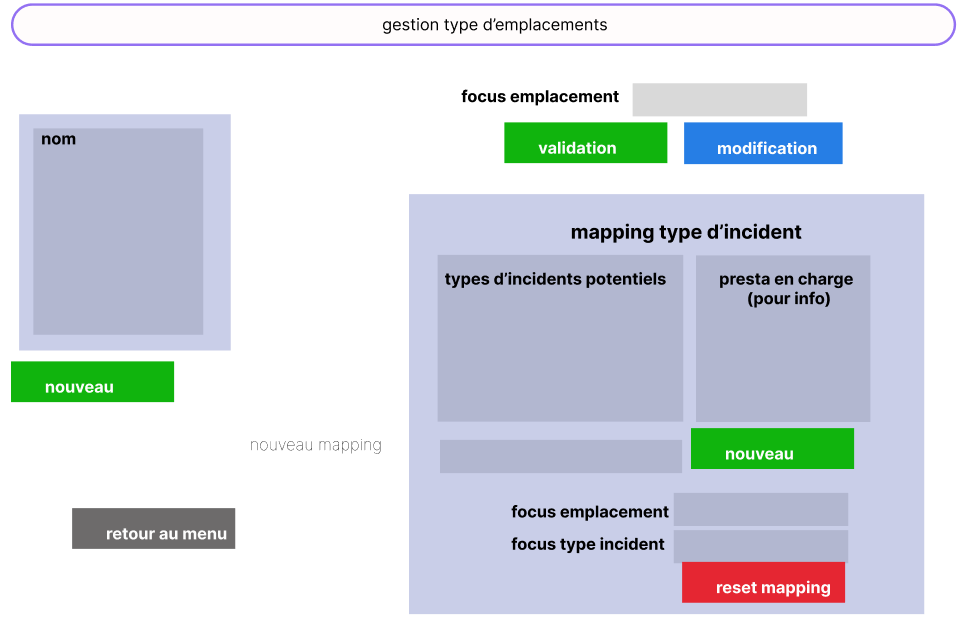 gestion type d’emplacements
focus emplacement
validation
modification
nom
nouveau
mapping type d’incident
types d’incidents potentiels
presta en charge
(pour info)
nouveau mapping
nouveau
focus emplacement
focus type incident
reset mapping
retour au menu